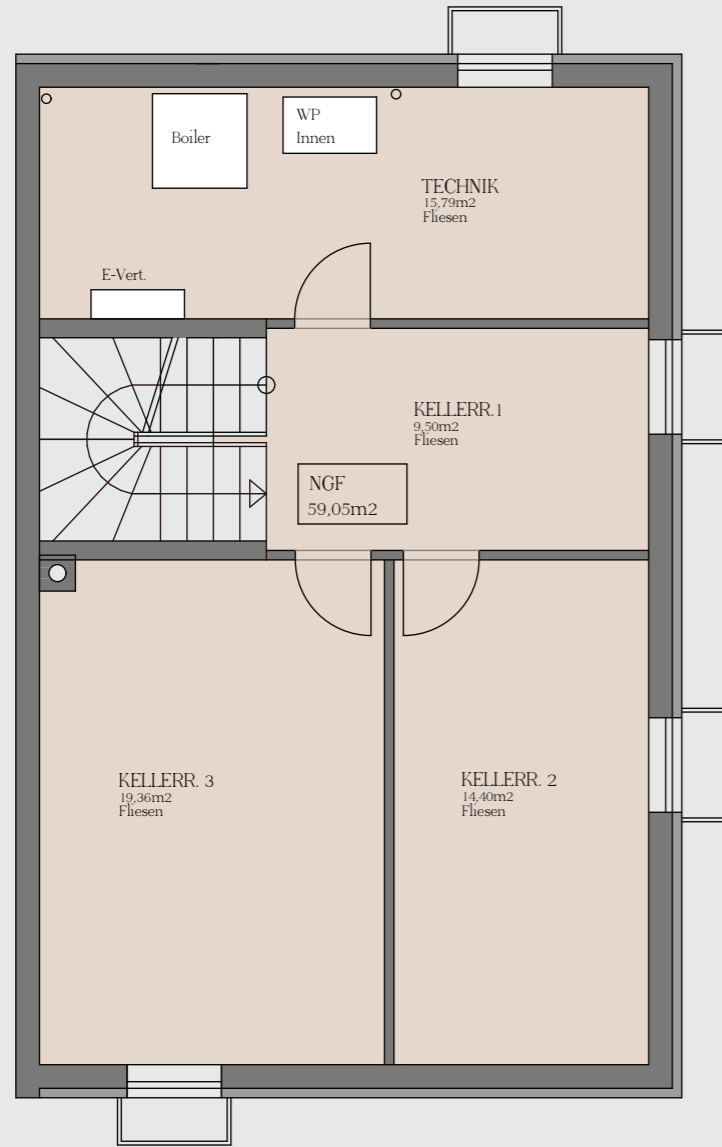 WP
Innen
Boiler
TECHNIK
15,79m2
Fliesen
E-Vert.
KELLERR.1
9,50m2
Fliesen
NGF
59,05m2
KELLERR. 3
19,36m2
Fliesen
KELLERR. 2
14,40m2
Fliesen